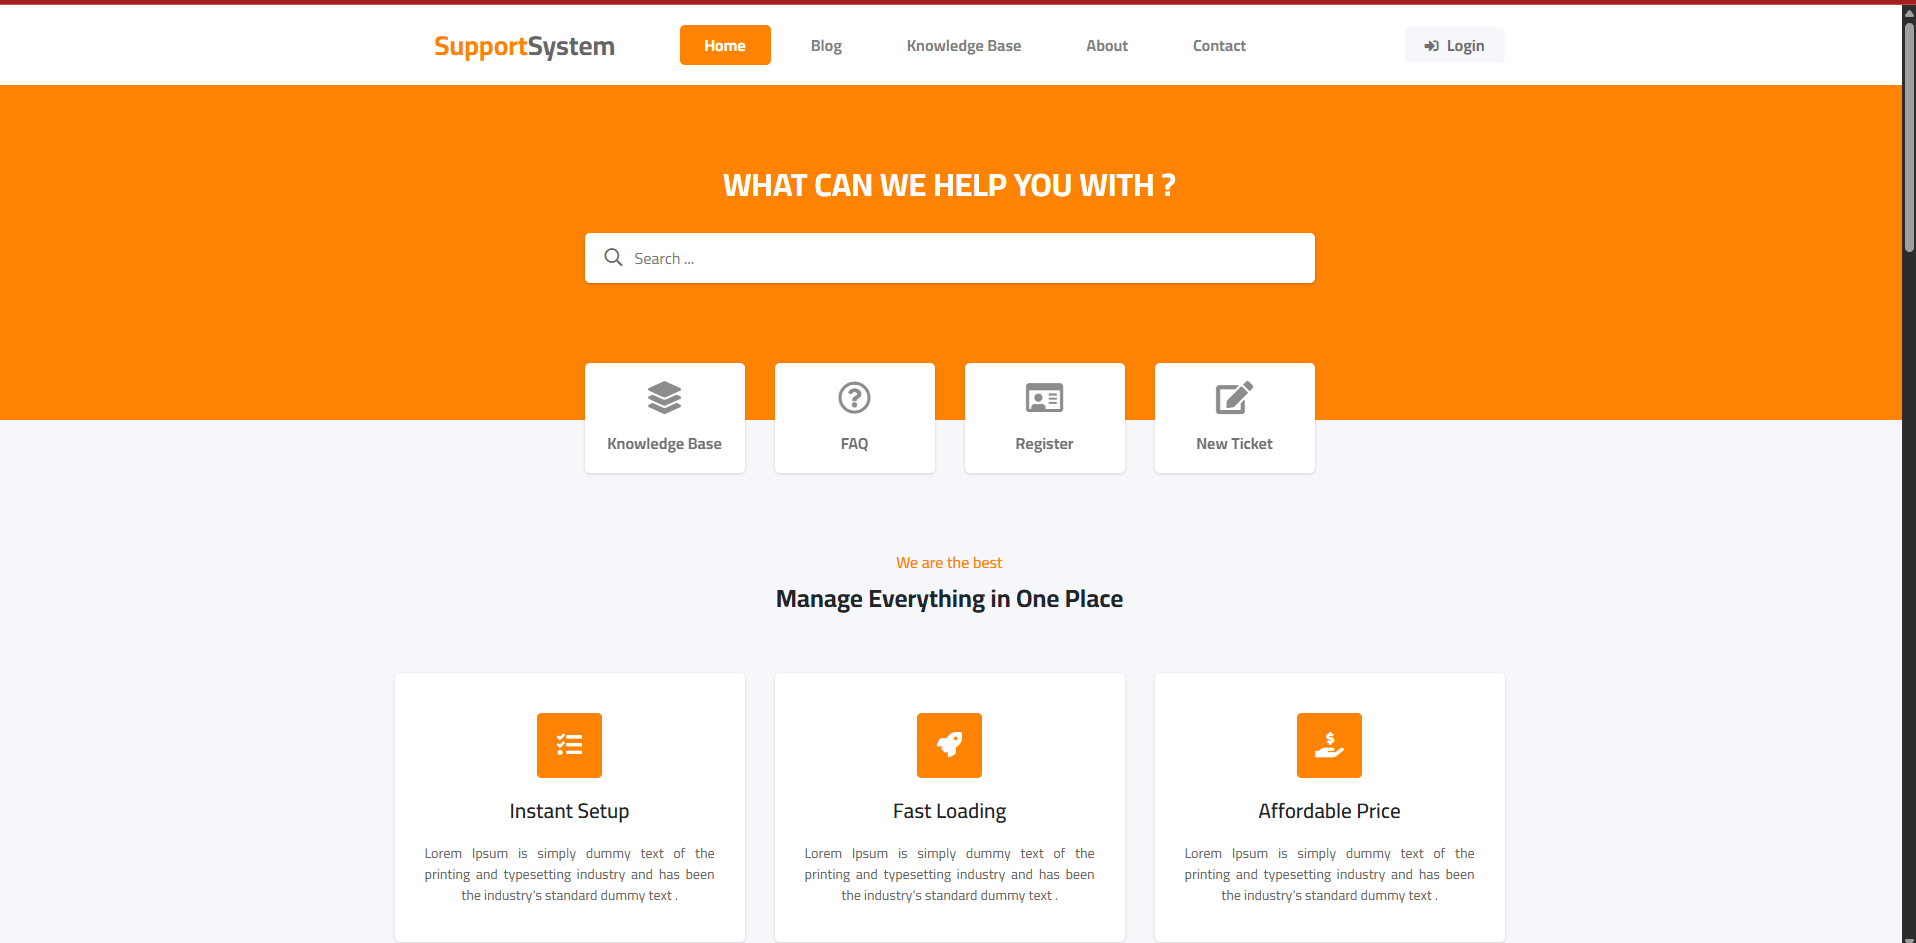 SupportSystem
Home
Blog
Knowledge Base
About
Contact
Login
WHAT CAN WE HELP YOU WITH ?
Search ...
Knowledge Base
FAQ
Register
New Ticket
We are the best
Manage Everything in One Place
Instant Setup
Lorem Ipsum is simply dummy text of the
printing and typesetting industry and has been
the industry's standard dummy text .
Fast Loading
Lorem Ipsum is simply dummy text of the
printing and typesetting industry and has been
the industry's standard dummy text .
Affordable Price
Lorem Ipsum is simply dummy text of the
printing and typesetting industry and has been
the industry's standard dummy text .